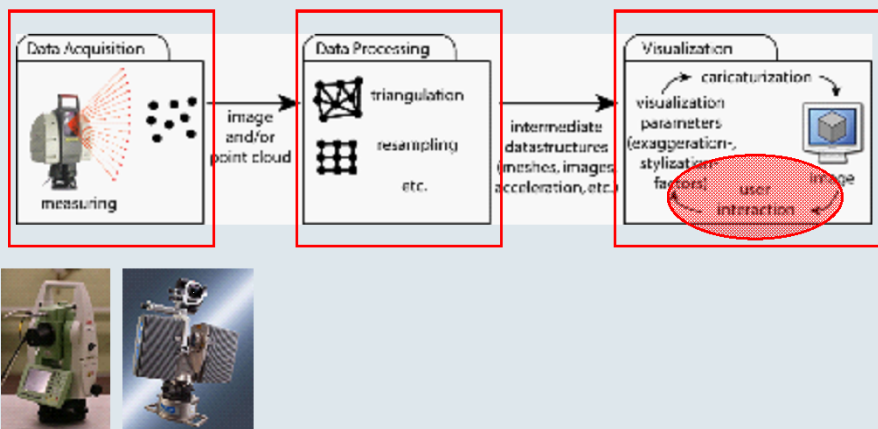 Data Acquisition
measuring
image
and/or
point cloud
Data Processing
triangulation
resampling
etc.
intermediate
datastructures
(meshes, images,
acceleration, etc.)
Visualization
caricaturization
visualization
parameters
(exaggeration-,
stylization-
factors)
image
user
interaction